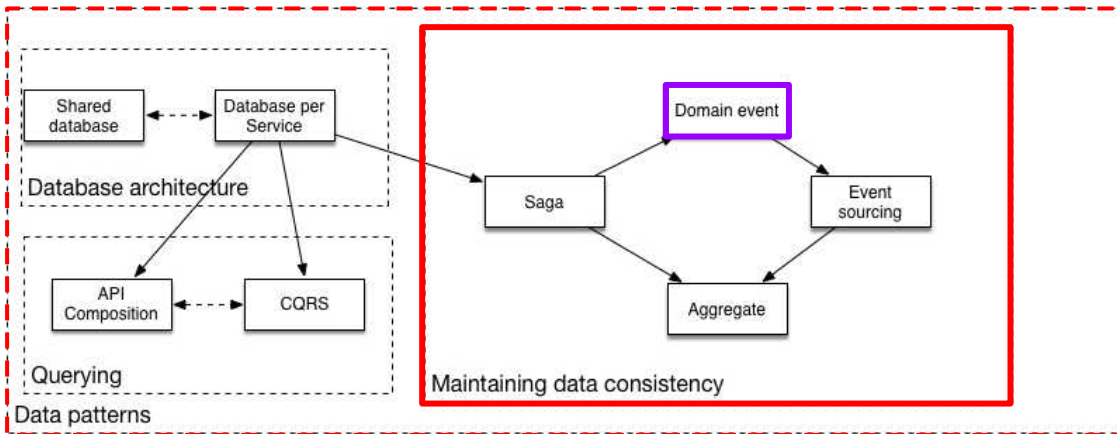 Shared
database
Database per
Service
Database architecture
API
Composition
CQRS
Querying
Data patterns
Domain event
Saga
Event
sourcing
Aggregate
Maintaining data consistency